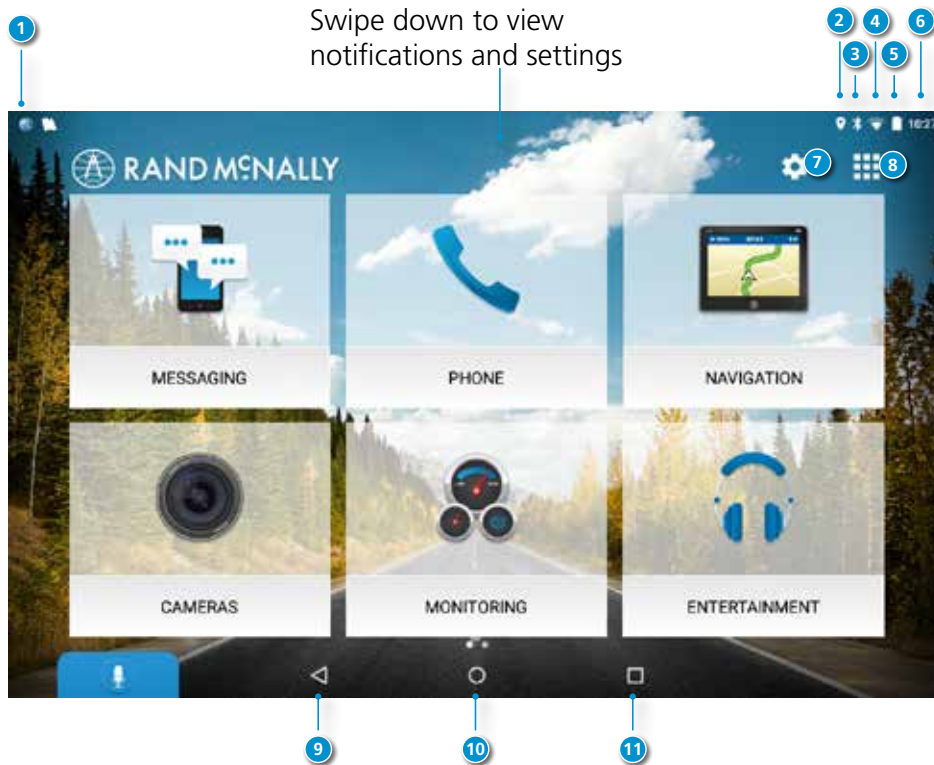 Swipe down to view
notifications and settings
1
2
4
6
3
5
16:27
RAND MCNALLY
7
8
MESSAGING
PHONE
NAVIGATION
CAMERAS
MONITORING
ENTERTAINMENT
9
10
11